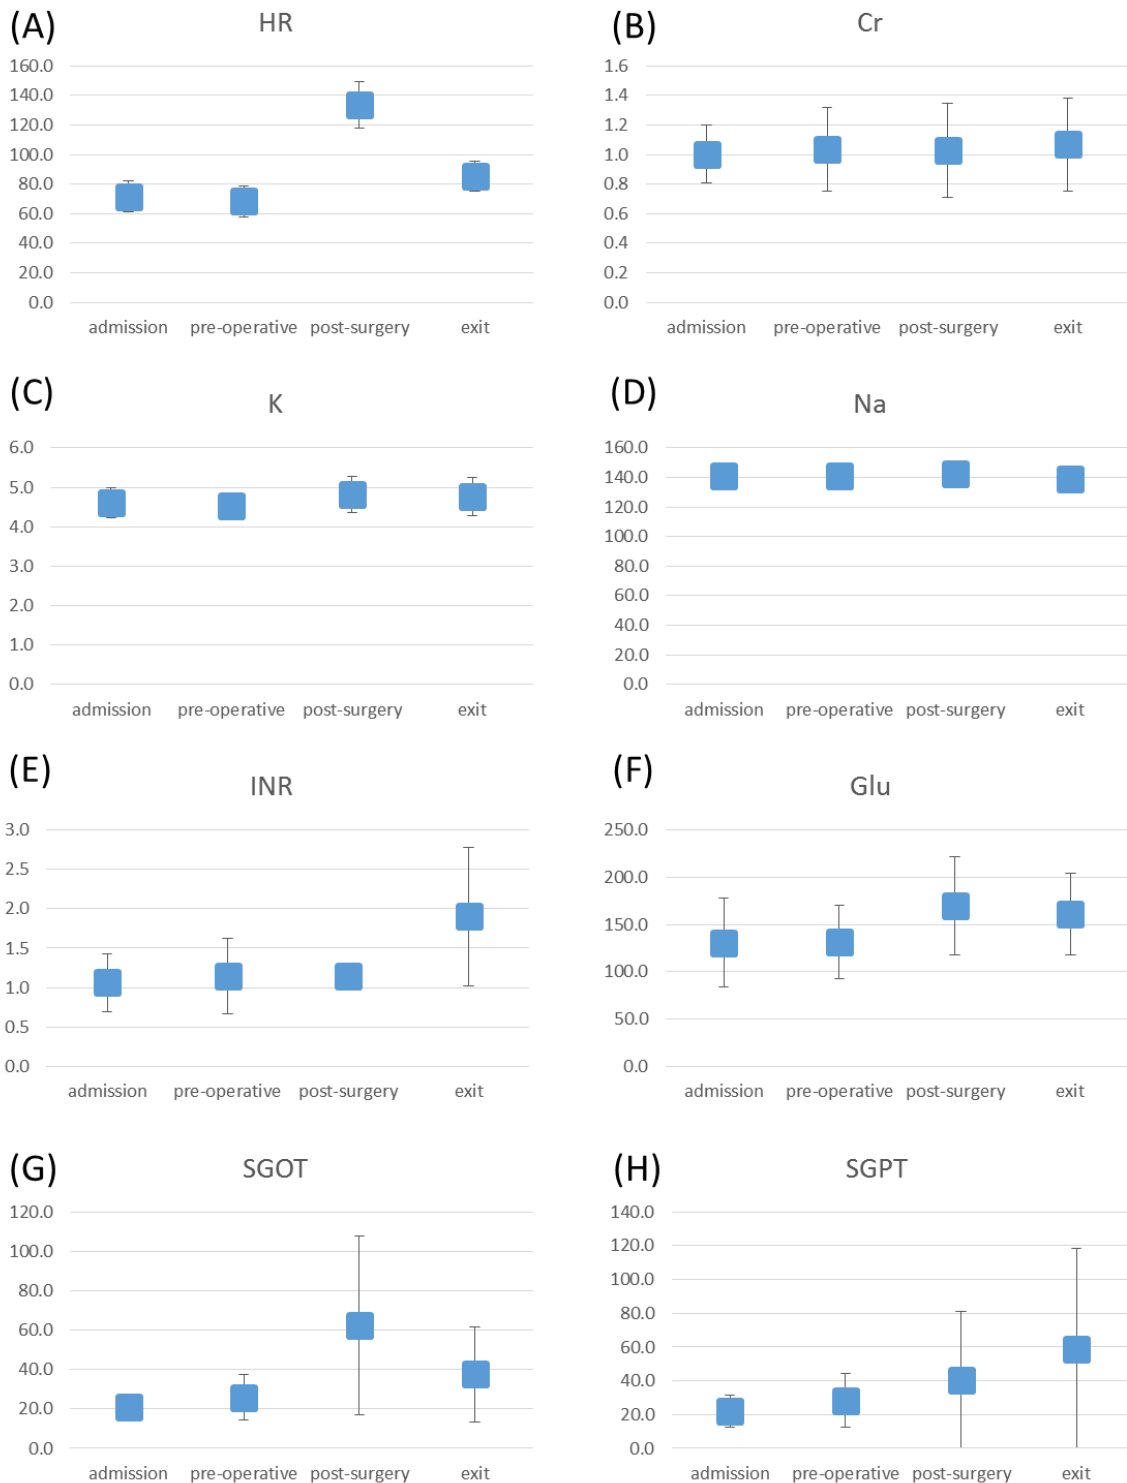 (A)
HR
160.0
140.0
120.0
100.0
80.0
60.0
40.0
20.0
0.0
admission pre-operative post-surgery exit
(B)
Cr
1.6
1.4
1.2
1.0
0.8
0.6
0.4
0.2
0.0
admission pre-operative post-surgery exit
(C)
K
6.0
5.0
4.0
3.0
2.0
1.0
0.0
admission pre-operative post-surgery exit
(D)
Na
160.0
140.0
120.0
100.0
80.0
60.0
40.0
20.0
0.0
admission pre-operative post-surgery exit
(E)
INR
3.0
2.5
2.0
1.5
1.0
0.5
0.0
admission pre-operative post-surgery exit
(F)
Glu
250.0
200.0
150.0
100.0
50.0
0.0
admission pre-operative post-surgery exit
(G)
SGOT
120.0
100.0
80.0
60.0
40.0
20.0
0.0
admission pre-operative post-surgery exit
(H)
SGPT
140.0
120.0
100.0
80.0
60.0
40.0
20.0
0.0
admission pre-operative post-surgery exit